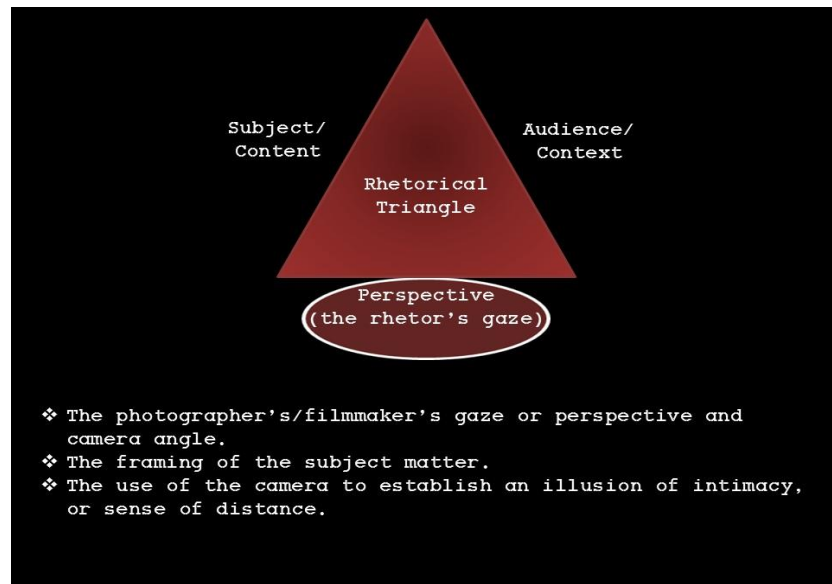 Subject/
Content
Audience/
Context
Rhetorical
Triangle
Perspective
(the rhetor's gaze)
❖ The photographer's/filmmaker's gaze or perspective and
camera angle.
❖ The framing of the subject matter.
❖ The use of the camera to establish an illusion of intimacy,
or sense of distance.